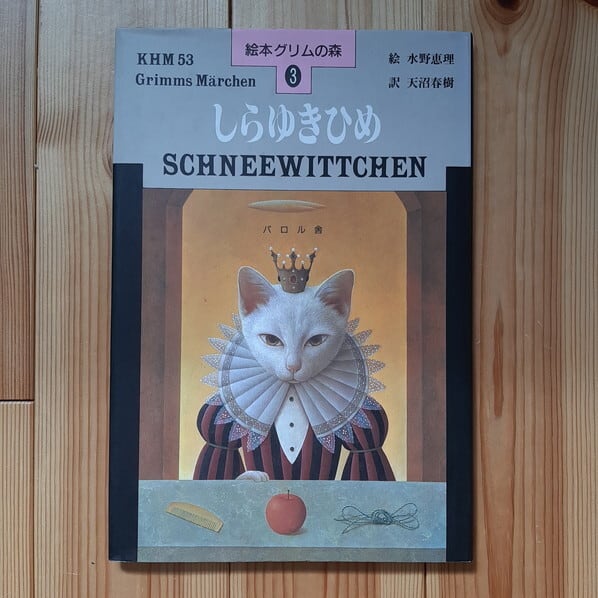 絵本グリムの森
3
KHM 53
Grimms Märchen
絵 水野恵理
訳 天沼春樹
しらゆきひめ
SCHNEEWITTCHEN
パロル舎